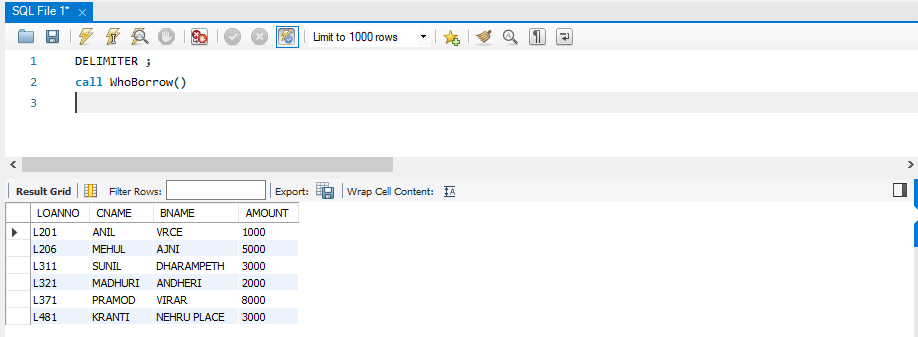 SQL File 1*
Limit to 1000 rows
1 DELIMITER ;
2 call WhoBorrow()
3
Result Grid Filter Rows: Export: Wrap Cell Content:
LOANNO CNAME BNAME AMOUNT
L201 ANIL VRCE 1000
L206 MEHUL AJNI 5000
L311 SUNIL DHARAMPETH 3000
L321 MADHURI ANDHERI 2000
L371 PRAMOD VIRAR 8000
L481 KRANTI NEHRU PLACE 3000